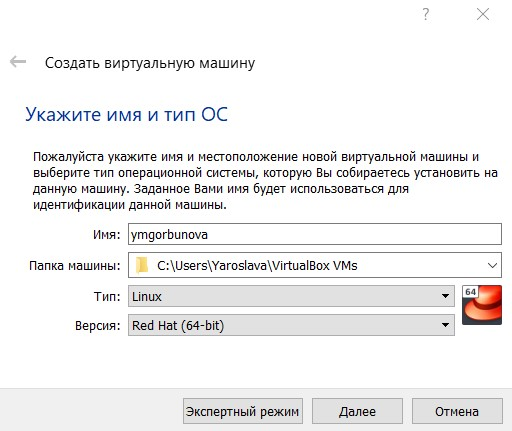 ?
Создать виртуальную машину
Укажите имя и тип ОС
Пожалуйста укажите имя и местоположение новой виртуальной машины и
выберите тип операционной системы, которую Вы собираетесь установить на
данную машину. Заданное Вами имя будет использоваться для
идентификации данной машины.
Имя: ymgorbunova
Папка машины: C:\Users\Yaroslava\VirtualBox VMs
Тип: Linux
64
Версия: Red Hat (64-bit)
Экспертный режим Далее Отмена